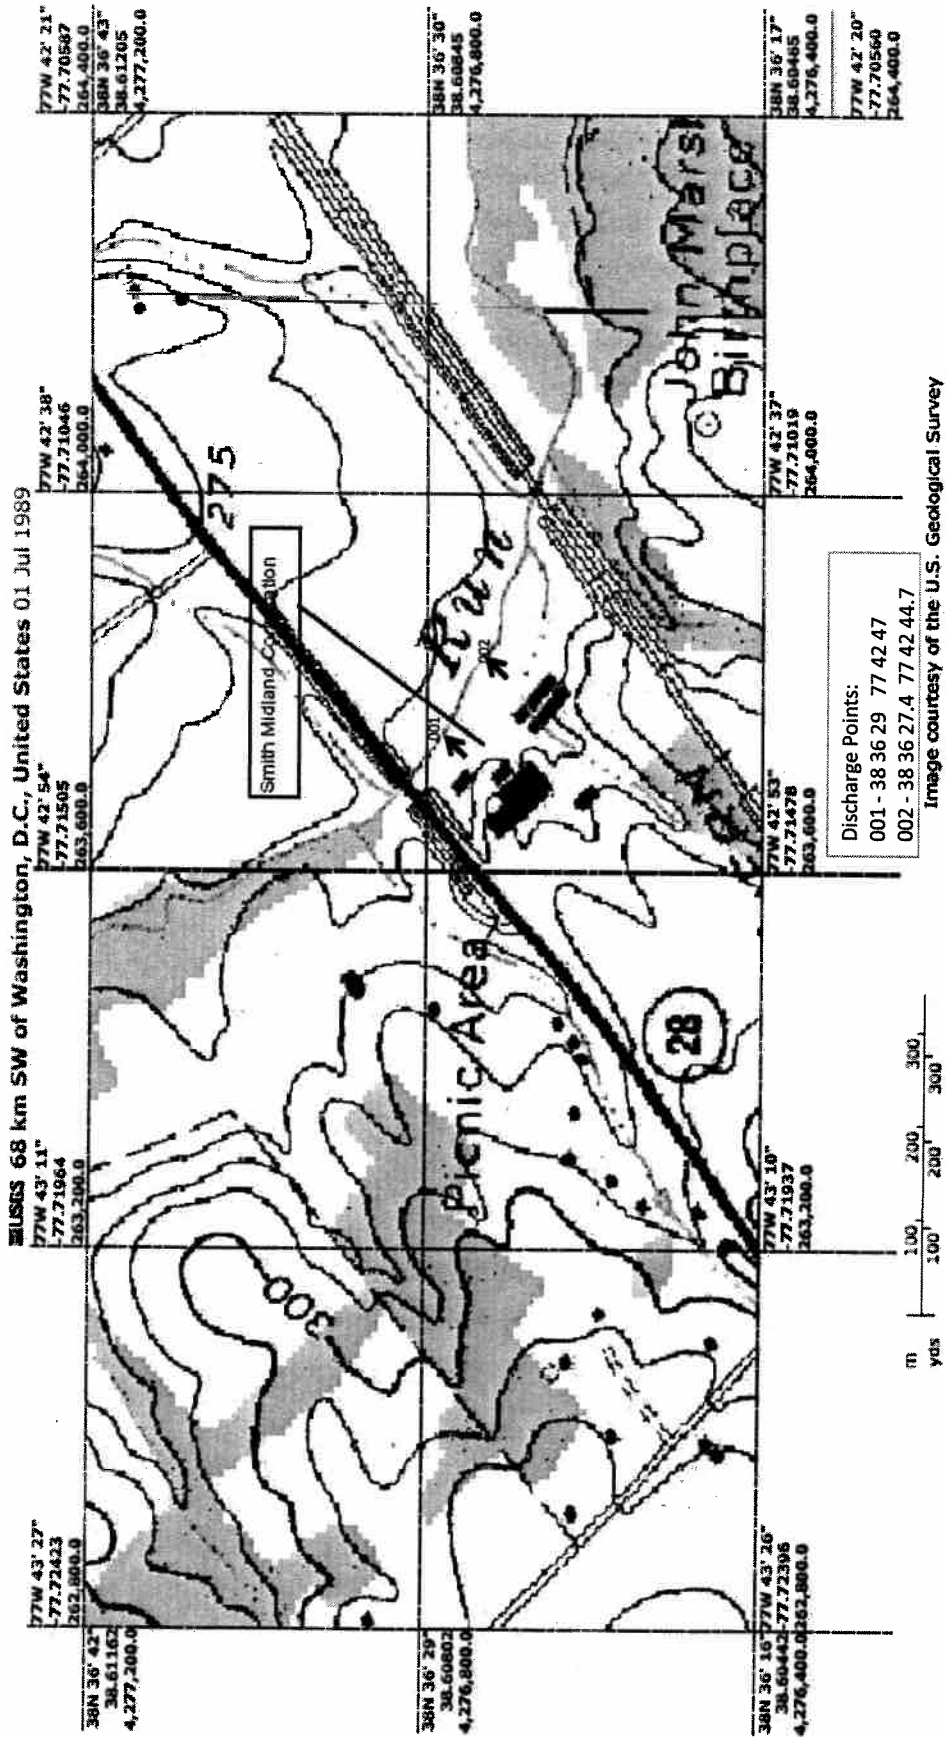 USGS 68 km SW of Washington, D.C., United States 01 Jul 1989
77W 43' 27"
-77.72423
262,800.0
77W 43' 11"
-77.71964
263,200.0
77W 42' 54"
-77.71505
263,600.0
77W 42' 38"
-77.71046
264,000.0
77W 42' 21"
-77.70587
264,400.0
38N 36' 42"
38.61162
4,277,200.0
38N 36' 43"
38.61205
4,277,200.0
300
Smith Midland Corporation
275
38N 36' 29"
38.60802
4,276,800.0
38N 36' 30"
38.60845
4,276,800.0
Picnic Area
001
002
Run
28
John Marsh
Birthplace
38N 36' 16"
38.60442
4,276,400.0
77W 43' 26"
-77.72396
262,800.0
77W 43' 10"
-77.71937
263,200.0
77W 42' 53"
-77.71478
263,600.0
77W 42' 37"
-77.71019
264,000.0
38N 36' 17"
38.60485
4,276,400.0
77W 42' 20"
-77.70560
264,400.0
Discharge Points:
001 - 38 36 29 77 42 47
002 - 38 36 27.4 77 42 44.7
m 100 200 300
yds 100 200 300
Image courtesy of the U.S. Geological Survey